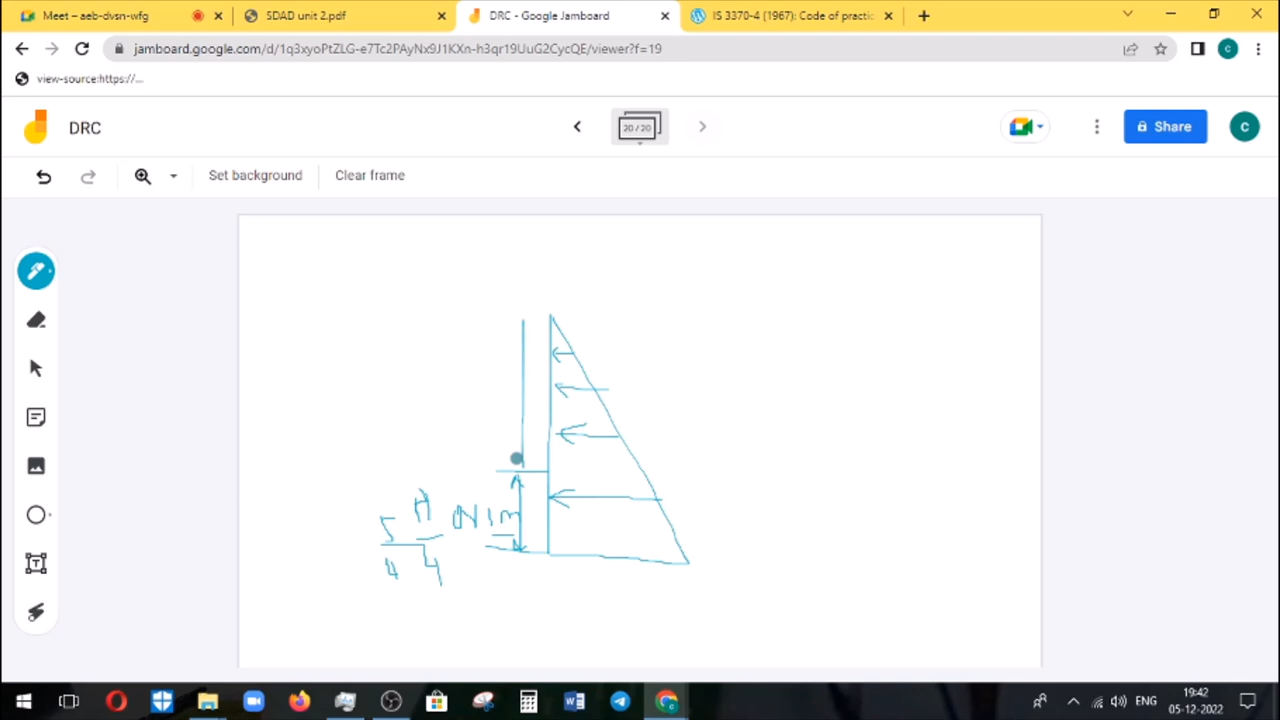 Meet – aeb-dvsn-wfg
SDAD unit 2.pdf
DRC - Google Jamboard
IS 3370-4 (1967): Code of practic
jamboard.google.com/d/1q3xyoPtZLG-e7Tc2PAyNx9J1KXn-h3qr19UuG2CycQE/viewer?f=19
view-source:https://...
DRC
20 / 20
Share
C
Set background
Clear frame
5
4
H
4
1m
ENG
19:42
05-12-2022